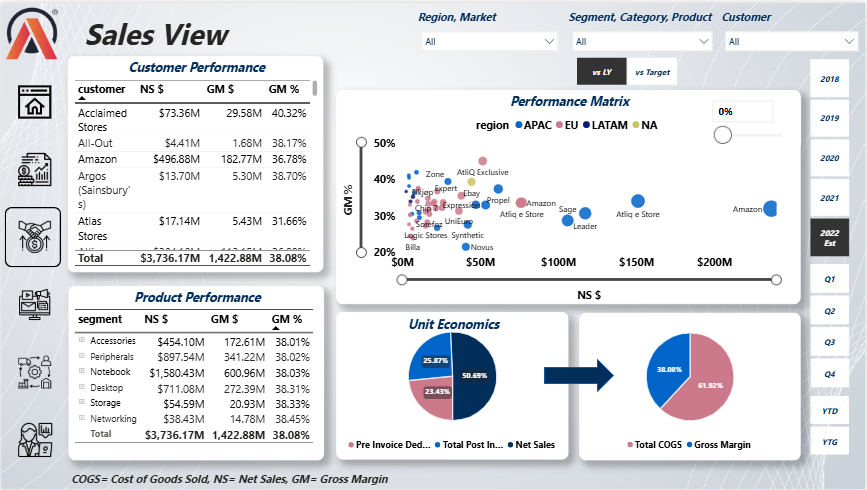 Sales View
Region, Market
Segment, Category, Product
Customer
All
All
All
vs LY
vs Target
Customer Performance
customer NS $ GM $ GM %
Acclaimed Stores $73.36M 29.58M 40.32%
All-Out $4.41M 1.68M 38.17%
Amazon $496.88M 182.77M 36.78%
Argos (Sainsbury's) $13.70M 5.30M 38.70%
Atlas Stores $17.14M 5.43M 31.66%
Total $3,736.17M 1,422.88M 38.08%
Performance Matrix
0%
region APAC EU LATAM NA
GM %
50%
40%
30%
20%
Zone
AtliQ Exclusive
Expert
Ebay
Chip 7
Expression
Propel
Amazon
Atliq e Store
Sage
Leader
Atliq e Store
Amazon
UniEuro
Logic Stores
Synthetic
Billa
Novus
$0M $50M $100M $150M $200M
NS $
2018
2019
2020
2021
2022
Est
Q1
Q2
Q3
Q4
YTD
YTG
Product Performance
segment NS $ GM $ GM %
Accessories $454.10M 172.61M 38.01%
Peripherals $897.54M 341.22M 38.02%
Notebook $1,580.43M 600.96M 38.03%
Desktop $711.08M 272.39M 38.31%
Storage $54.59M 20.93M 38.33%
Networking $38.43M 14.78M 38.45%
Total $3,736.17M 1,422.88M 38.08%
Unit Economics
25.87%
50.69%
23.43%
Pre Invoice Ded... Total Post In... Net Sales
38.08%
61.92%
Total COGS Gross Margin
COGS= Cost of Goods Sold, NS= Net Sales, GM= Gross Margin